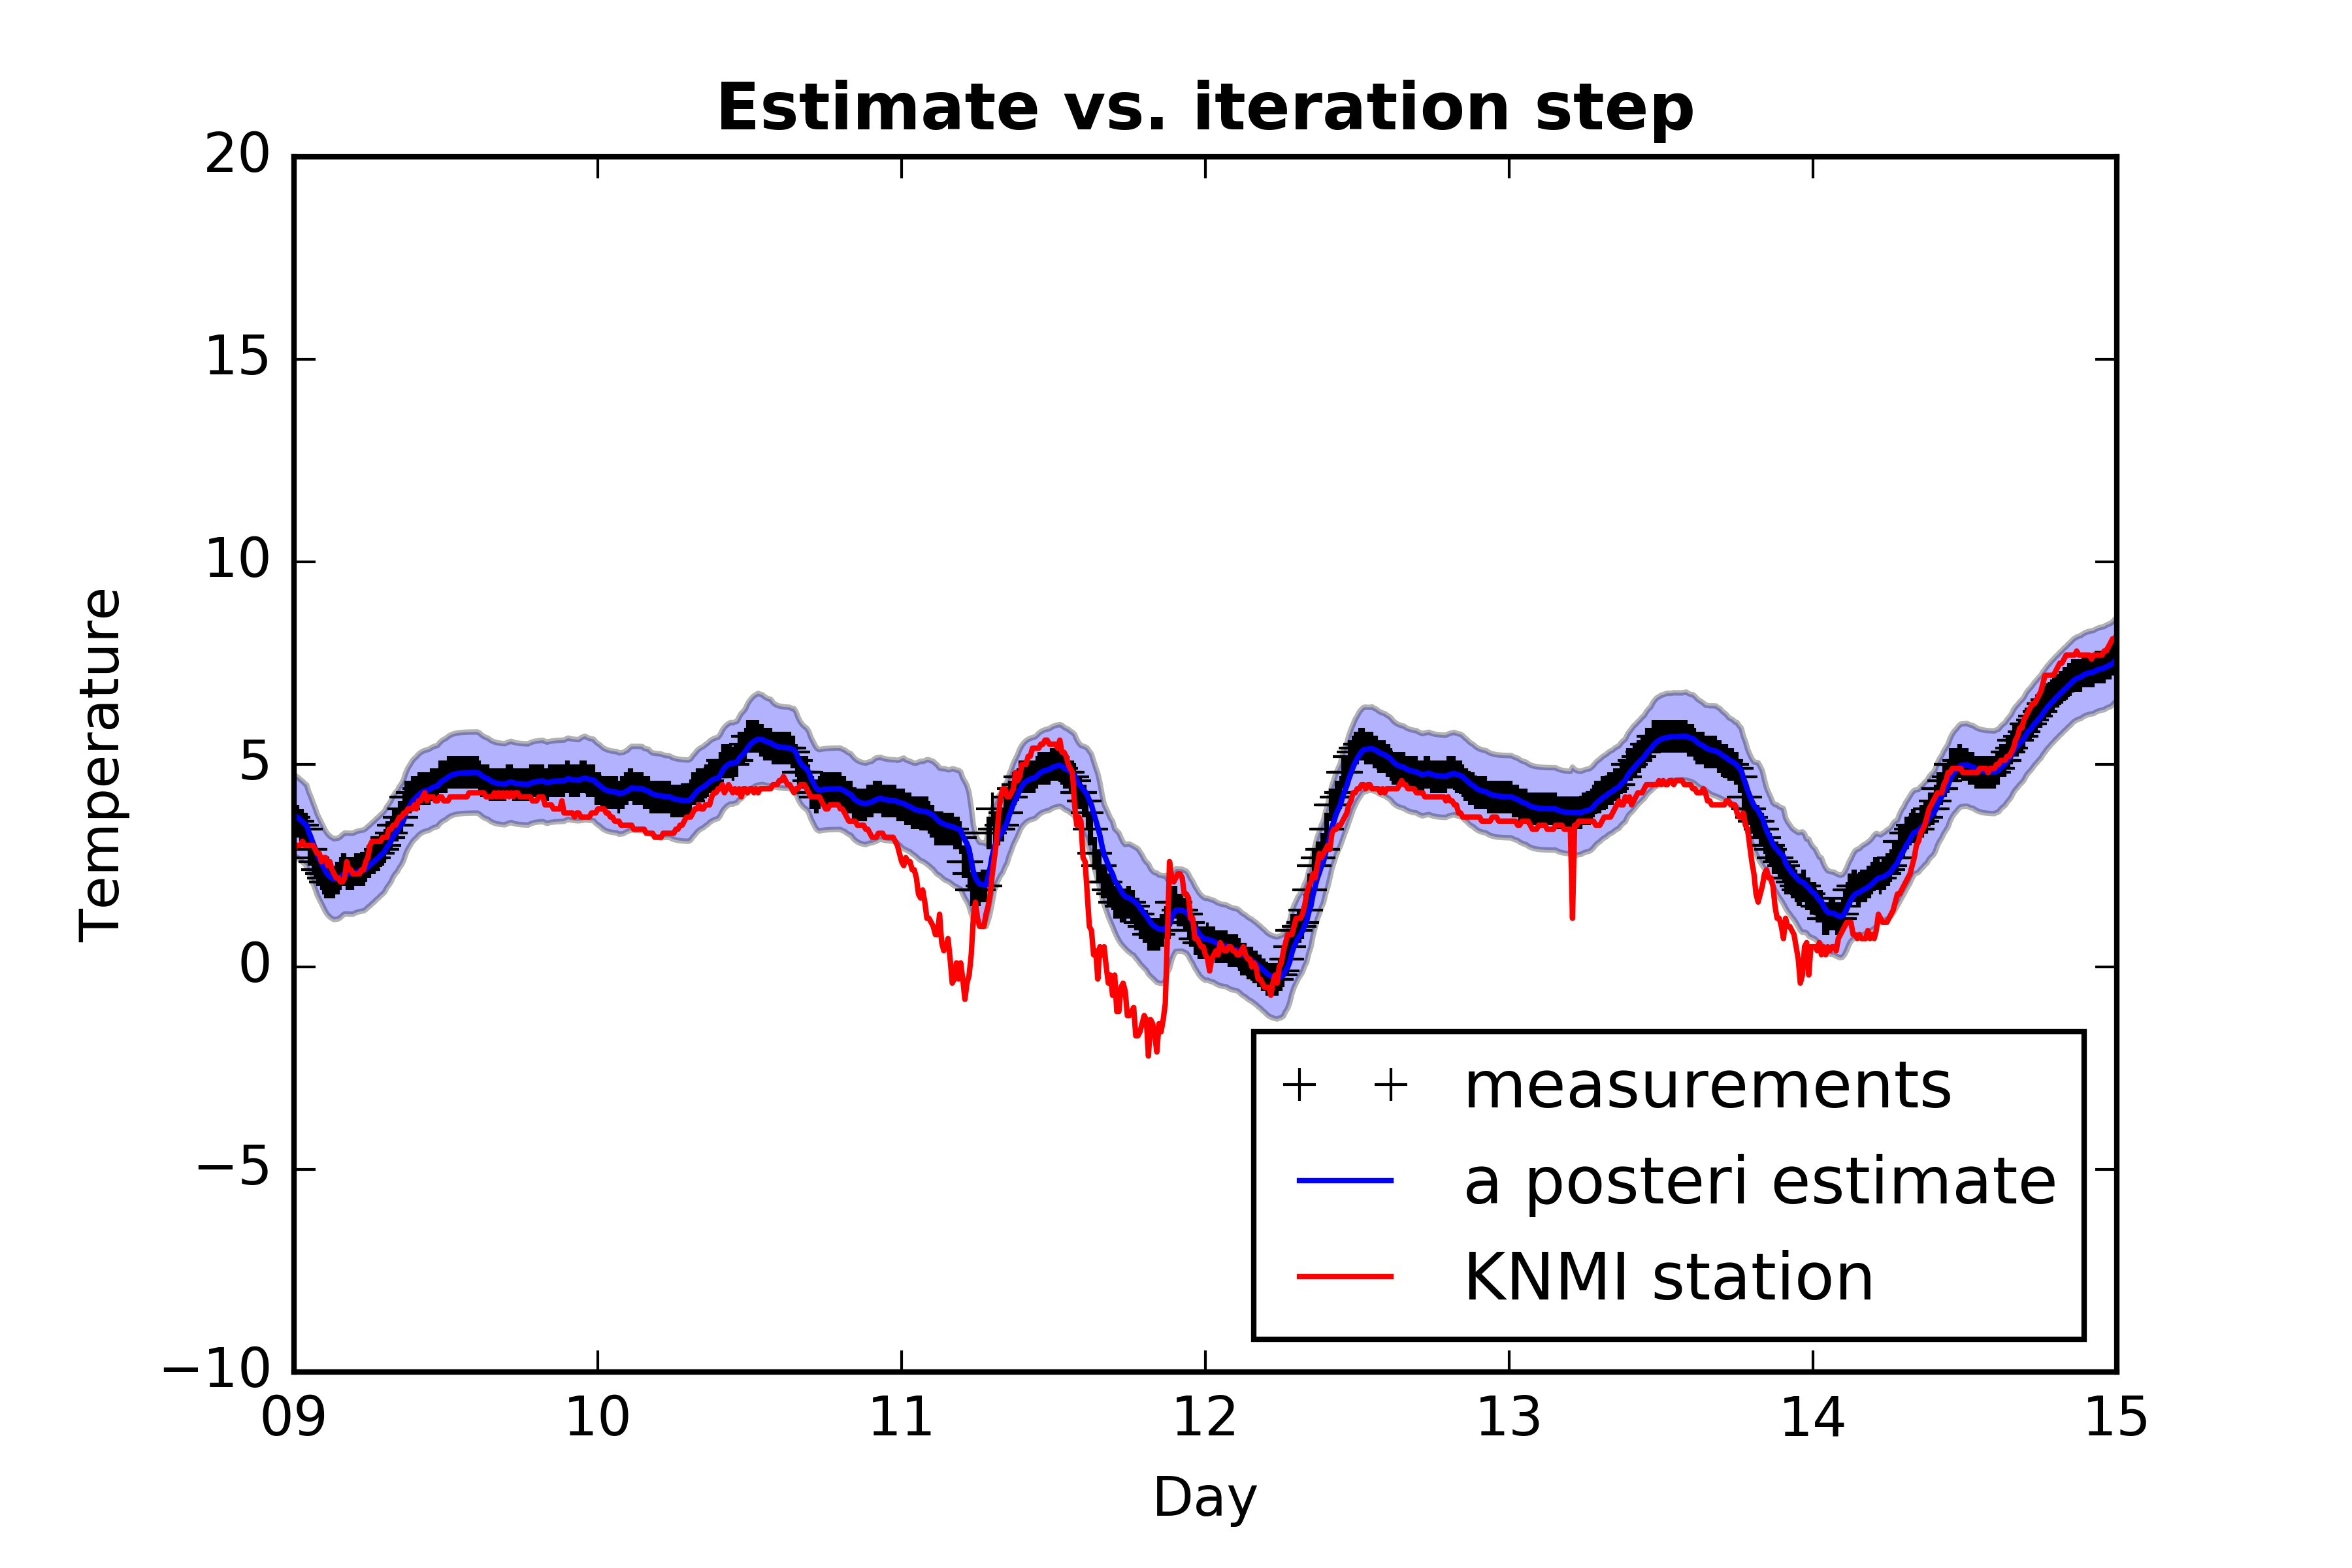 Estimate vs. iteration step
20
15
10
5
0
−5
−10
Temperature
measurements
a posteri estimate
KNMI station
09 10 11 12 13 14 15
Day